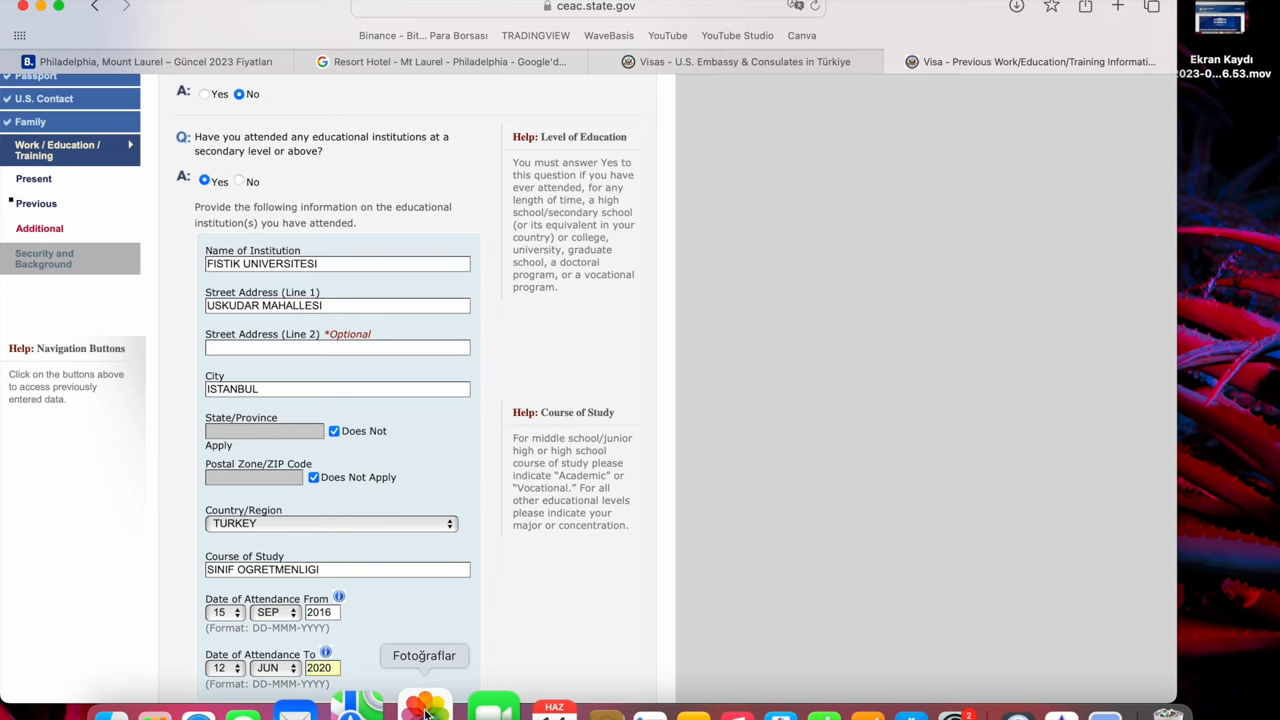 ceac.state.gov
Binance - Bit... Para Borsası
TRADINGVIEW
WaveBasis
YouTube
YouTube Studio
Canva
B. Philadelphia, Mount Laurel – Güncel 2023 Fiyatları
Resort Hotel - Mt Laurel - Philadelphia - Google'd...
Visas - U.S. Embassy & Consulates in Türkiye
Visa - Previous Work/Education/Training Informati...
Ekran Kaydı
2023-0...6.53.mov
Passport
U.S. Contact
Family
Work / Education /
Training
Present
Previous
Additional
Security and
Background
Help: Navigation Buttons
Click on the buttons above
to access previously
entered data.
A: Yes No
Q: Have you attended any educational institutions at a
secondary level or above?
A: Yes No
Provide the following information on the educational
institution(s) you have attended.
Name of Institution
FISTIK UNIVERSITESI
Street Address (Line 1)
USKUDAR MAHALLESI
Street Address (Line 2) *Optional
City
ISTANBUL
State/Province
Does Not
Apply
Postal Zone/ZIP Code
Does Not Apply
Country/Region
TURKEY
Course of Study
SINIF OGRETMENLIGI
Date of Attendance From
15 SEP 2016
(Format: DD-MMM-YYYY)
Date of Attendance To
12 JUN 2020
(Format: DD-MMM-YYYY)
Help: Level of Education
You must answer Yes to
this question if you have
ever attended, for any
length of time, a high
school/secondary school
(or its equivalent in your
country) or college,
university, graduate
school, a doctoral
program, or a vocational
program.
Help: Course of Study
For middle school/junior
high or high school
course of study please
indicate “Academic” or
“Vocational.” For all
other educational levels
please indicate your
major or concentration.
Fotoğraflar
HAZ
2